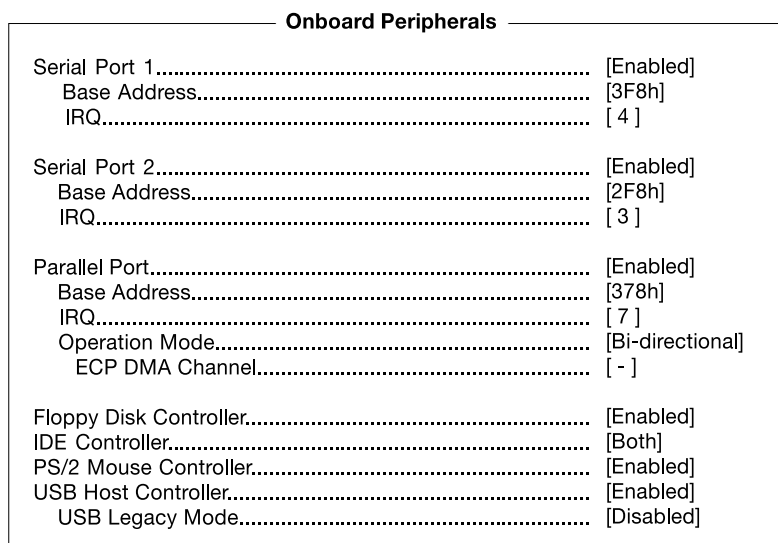 Onboard Peripherals
Serial Port 1........................................................................ [Enabled]
Base Address................................................................. [3F8h]
IRQ................................................................................ [ 4 ]
Serial Port 2........................................................................ [Enabled]
Base Address.................................................................. [2F8h]
IRQ................................................................................. [ 3 ]
Parallel Port......................................................................... [Enabled]
Base Address.................................................................. [378h]
IRQ................................................................................. [ 7 ]
Operation Mode.............................................................. [Bi-directional]
ECP DMA Channel....................................................... [ - ]
Floppy Disk Controller......................................................... [Enabled]
IDE Controller...................................................................... [Both]
PS/2 Mouse Controller........................................................ [Enabled]
USB Host Controller............................................................ [Enabled]
USB Legacy Mode.......................................................... [Disabled]